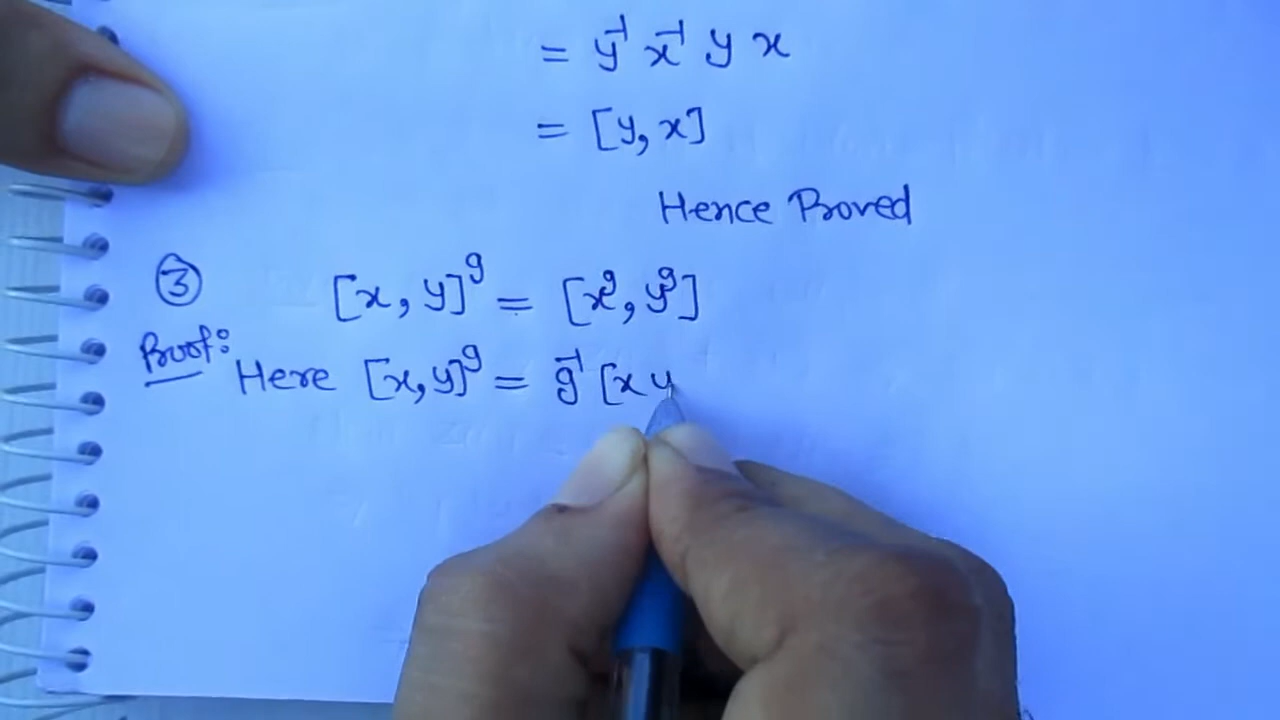 = y⁻¹ x⁻¹ y x
= [y, x]
Hence Proved
③ [x, y]ᵍ = [xᵍ, yᵍ]
Proof: Here [x, y]ᵍ = g⁻¹ [x y